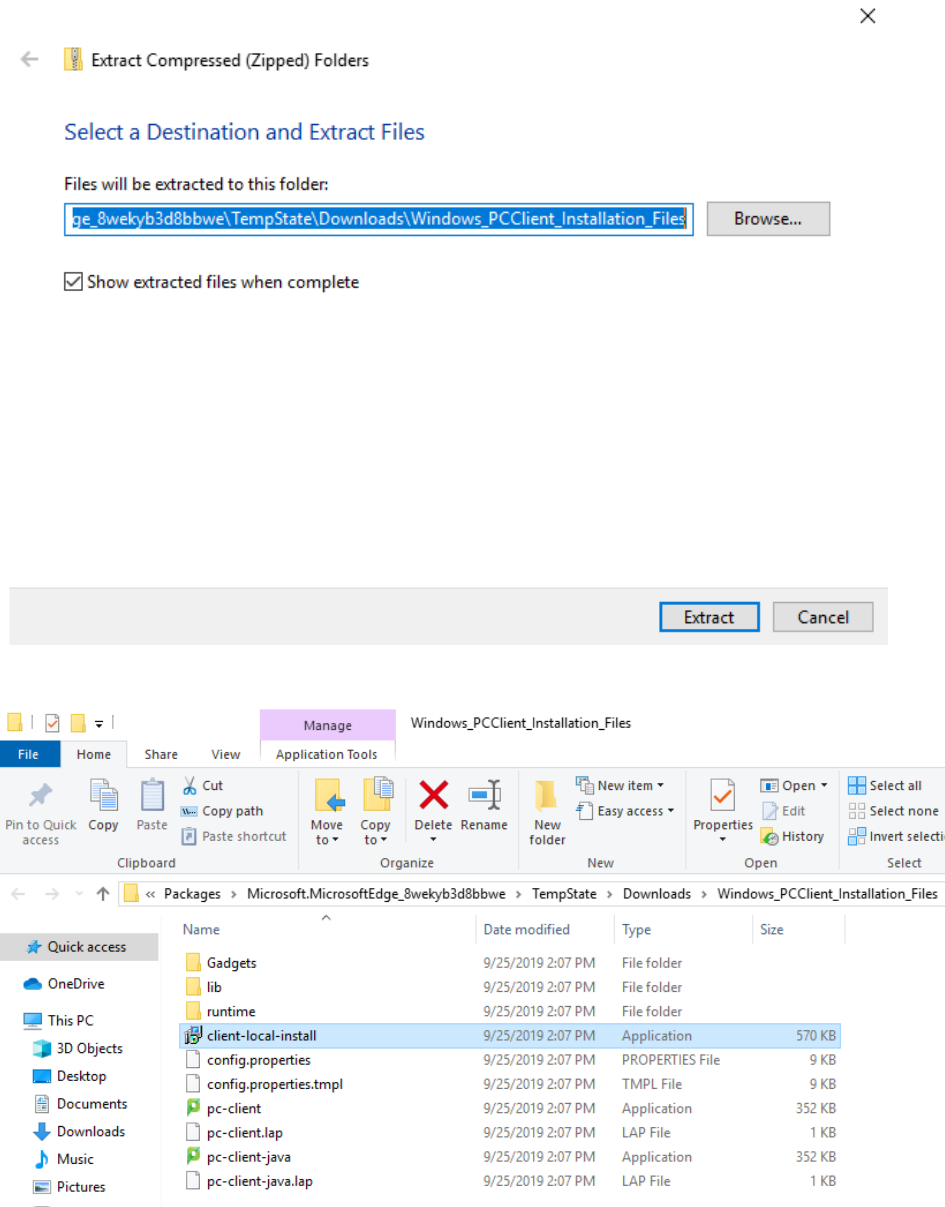 Extract Compressed (Zipped) Folders
Select a Destination and Extract Files
Files will be extracted to this folder:
ge_8wekyb3d8bbwe\TempState\Downloads\Windows_PCClient_Installation_Files
Browse...
Show extracted files when complete
Extract Cancel
Manage Windows_PCClient_Installation_Files
File Home Share View Application Tools
Pin to Quick access
Copy
Paste
Cut
Copy path
Paste shortcut
Move to
Copy to
Delete
Rename
New folder
New item
Easy access
Properties
Open
Edit
History
Select all
Select none
Invert selecti
Clipboard Organize New Open Select
« Packages > Microsoft.MicrosoftEdge_8wekyb3d8bbwe > TempState > Downloads > Windows_PCClient_Installation_Files
Quick access
OneDrive
This PC
3D Objects
Desktop
Documents
Downloads
Music
Pictures
Name Date modified Type Size
Gadgets 9/25/2019 2:07 PM File folder
lib 9/25/2019 2:07 PM File folder
runtime 9/25/2019 2:07 PM File folder
client-local-install 9/25/2019 2:07 PM Application 570 KB
config.properties 9/25/2019 2:07 PM PROPERTIES File 9 KB
config.properties.tmpl 9/25/2019 2:07 PM TMPL File 9 KB
pc-client 9/25/2019 2:07 PM Application 352 KB
pc-client.lap 9/25/2019 2:07 PM LAP File 1 KB
pc-client-java 9/25/2019 2:07 PM Application 352 KB
pc-client-java.lap 9/25/2019 2:07 PM LAP File 1 KB